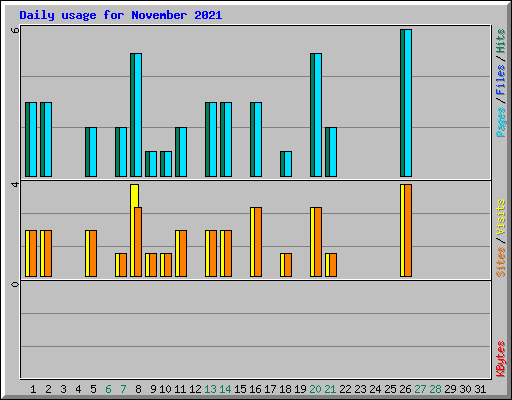 Daily usage for November 2021
6
Pages / Files / Hits
4
Sites / Visits
0
KBytes
1 2 3 4 5 6 7 8 9 10 11 12 13 14 15 16 17 18 19 20 21 22 23 24 25 26 27 28 29 30 31